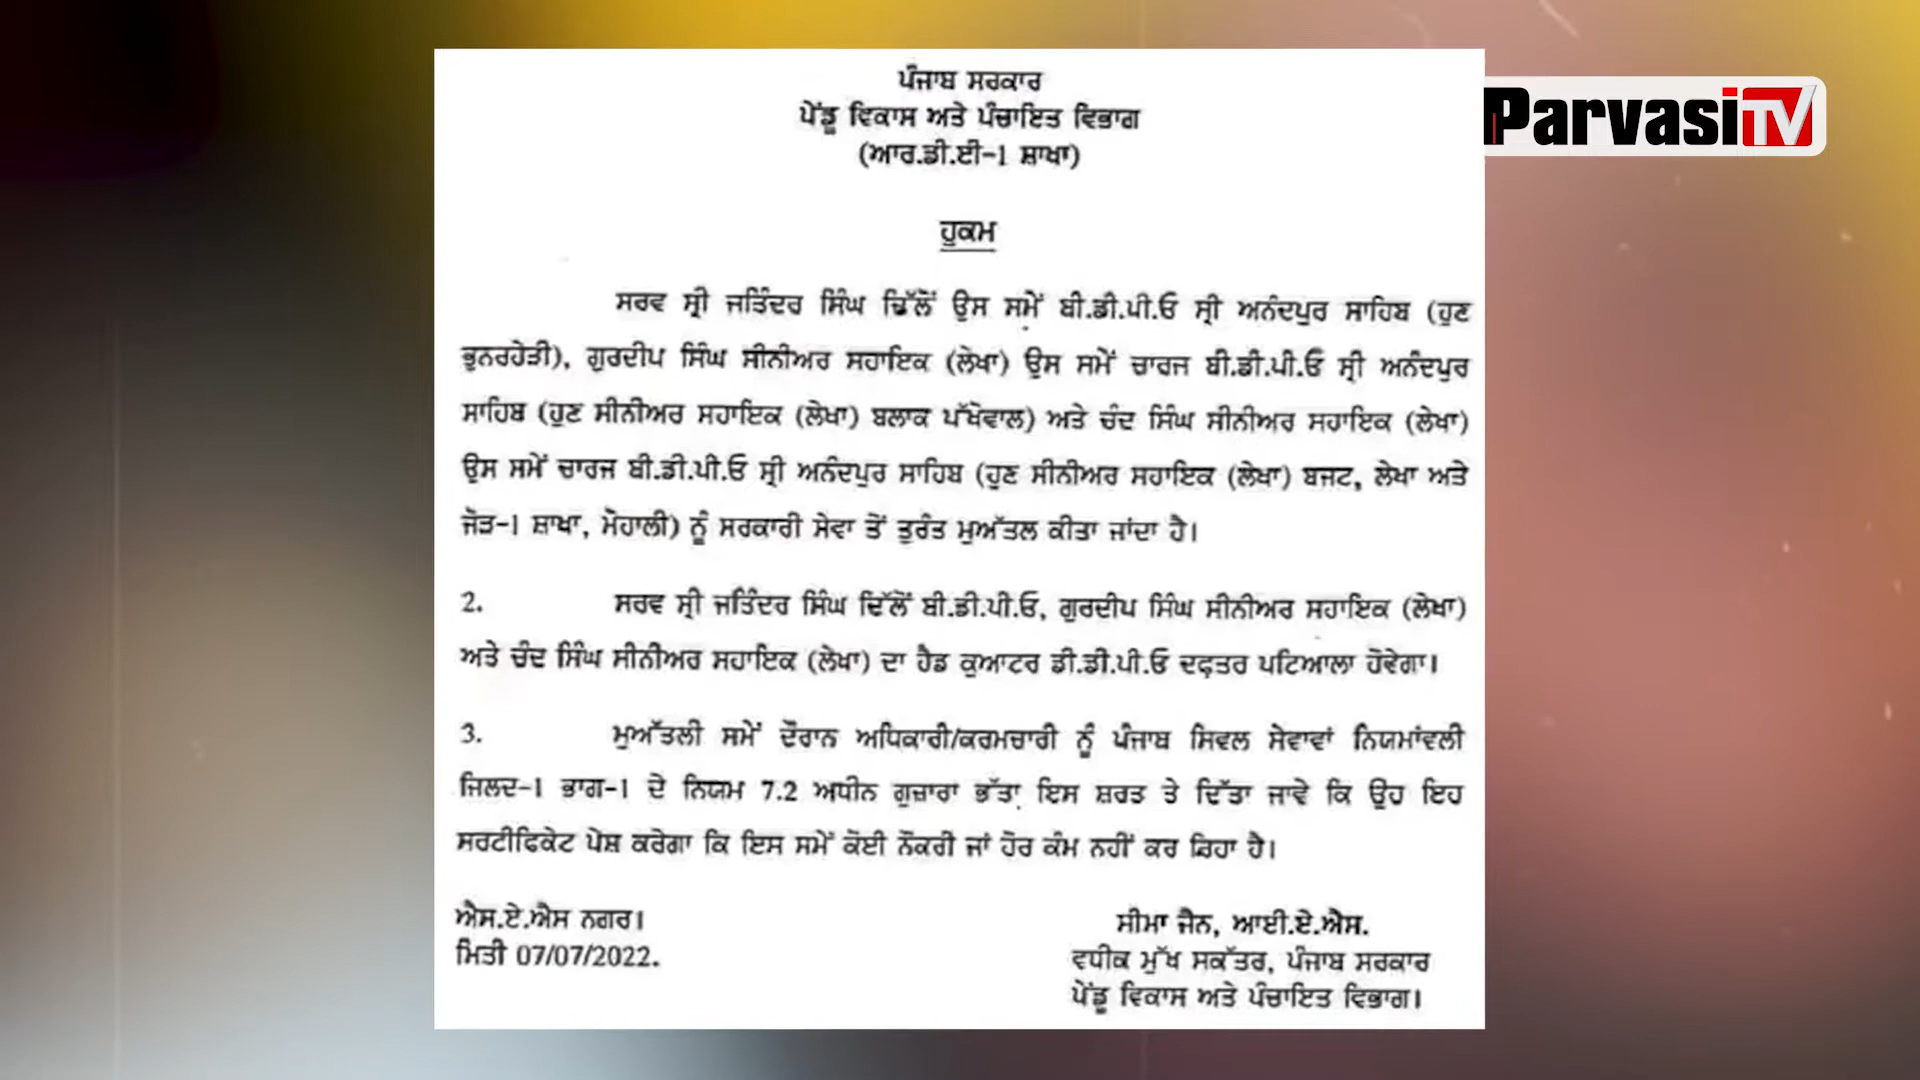 ਪੰਜਾਬ ਸਰਕਾਰ
ਪੇਂਡੂ ਵਿਕਾਸ ਅਤੇ ਪੰਚਾਇਤ ਵਿਭਾਗ
(ਆਰ.ਡੀ.ਈ-1 ਸ਼ਾਖਾ)
ParvasiTV
ਹੁਕਮ
ਸਰਵ ਸ੍ਰੀ ਜਤਿੰਦਰ ਸਿੰਘ ਢਿੱਲੋਂ ਉਸ ਸਮੇਂ ਬੀ.ਡੀ.ਪੀ.ਓ ਸ੍ਰੀ ਅਨੰਦਪੁਰ ਸਾਹਿਬ (ਹੁਣ
ਭੁਨਰਹੇੜੀ), ਗੁਰਦੀਪ ਸਿੰਘ ਸੀਨੀਅਰ ਸਹਾਇਕ (ਲੇਖਾ) ਉਸ ਸਮੇਂ ਚਾਰਜ ਬੀ.ਡੀ.ਪੀ.ਓ ਸ੍ਰੀ ਅਨੰਦਪੁਰ
ਸਾਹਿਬ (ਹੁਣ ਸੀਨੀਅਰ ਸਹਾਇਕ (ਲੇਖਾ) ਬਲਾਕ ਪੱਖੋਵਾਲ) ਅਤੇ ਚੰਦ ਸਿੰਘ ਸੀਨੀਅਰ ਸਹਾਇਕ (ਲੇਖਾ)
ਉਸ ਸਮੇਂ ਚਾਰਜ ਬੀ.ਡੀ.ਪੀ.ਓ ਸ੍ਰੀ ਅਨੰਦਪੁਰ ਸਾਹਿਬ (ਹੁਣ ਸੀਨੀਅਰ ਸਹਾਇਕ (ਲੇਖਾ) ਬਜਟ, ਲੇਖਾ ਅਤੇ
ਜੋੜ-1 ਸ਼ਾਖਾ, ਮੋਹਾਲੀ) ਨੂੰ ਸਰਕਾਰੀ ਸੇਵਾ ਤੋਂ ਤੁਰੰਤ ਮੁਅੱਤਲ ਕੀਤਾ ਜਾਂਦਾ ਹੈ।
2. ਸਰਵ ਸ੍ਰੀ ਜਤਿੰਦਰ ਸਿੰਘ ਢਿੱਲੋਂ ਬੀ.ਡੀ.ਪੀ.ਓ, ਗੁਰਦੀਪ ਸਿੰਘ ਸੀਨੀਅਰ ਸਹਾਇਕ (ਲੇਖਾ)
ਅਤੇ ਚੰਦ ਸਿੰਘ ਸੀਨੀਅਰ ਸਹਾਇਕ (ਲੇਖਾ) ਦਾ ਹੈਡ ਕੁਆਟਰ ਡੀ.ਡੀ.ਪੀ.ਓ ਦਫ਼ਤਰ ਪਟਿਆਲਾ ਹੋਵੇਗਾ।
3. ਮੁਅੱਤਲੀ ਸਮੇਂ ਦੌਰਾਨ ਅਧਿਕਾਰੀ/ਕਰਮਚਾਰੀ ਨੂੰ ਪੰਜਾਬ ਸਿਵਲ ਸੇਵਾਵਾਂ ਨਿਯਮਾਂਵਲੀ
ਜਿਲਦ-1 ਭਾਗ-1 ਦੇ ਨਿਯਮ 7.2 ਅਧੀਨ ਗੁਜ਼ਾਰਾ ਭੱਤਾ ਇਸ ਸ਼ਰਤ ਤੇ ਦਿੱਤਾ ਜਾਵੇ ਕਿ ਉਹ ਇਹ
ਸਰਟੀਫਿਕੇਟ ਪੇਸ਼ ਕਰੇਗਾ ਕਿ ਇਸ ਸਮੇਂ ਕੋਈ ਨੌਕਰੀ ਜਾਂ ਹੋਰ ਕੰਮ ਨਹੀਂ ਕਰ ਰਿਹਾ ਹੈ।
ਐਸ.ਏ.ਐਸ ਨਗਰ।
ਮਿਤੀ 07/07/2022.
ਸੀਮਾ ਜੈਨ, ਆਈ.ਏ.ਐਸ.
ਵਧੀਕ ਮੁੱਖ ਸਕੱਤਰ, ਪੰਜਾਬ ਸਰਕਾਰ
ਪੇਂਡੂ ਵਿਕਾਸ ਅਤੇ ਪੰਚਾਇਤ ਵਿਭਾਗ।